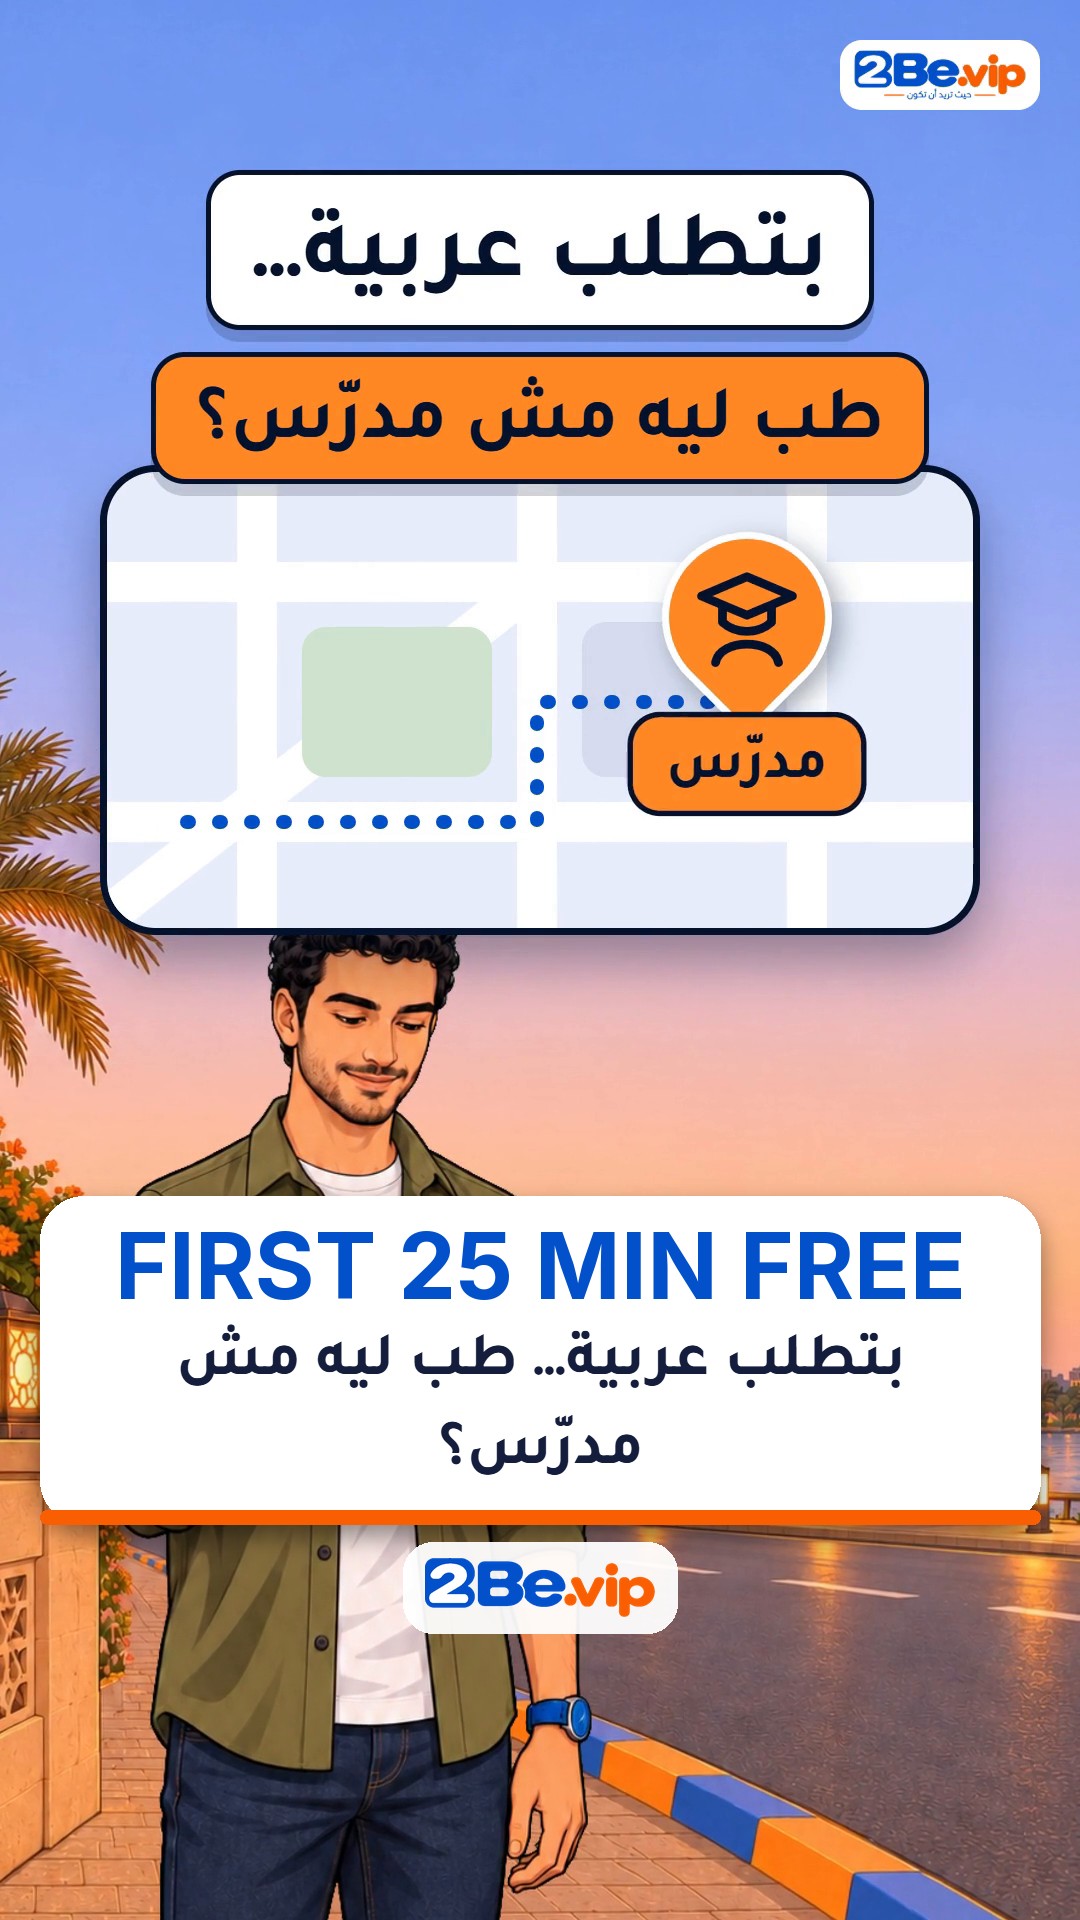 2Be.vip
حيث تريد أن تكون
بتطلب عربية...
طب ليه مش مدرّس؟
مدرّس
FIRST 25 MIN FREE
بتطلب عربية... طب ليه مش
مدرّس؟
2Be.vip